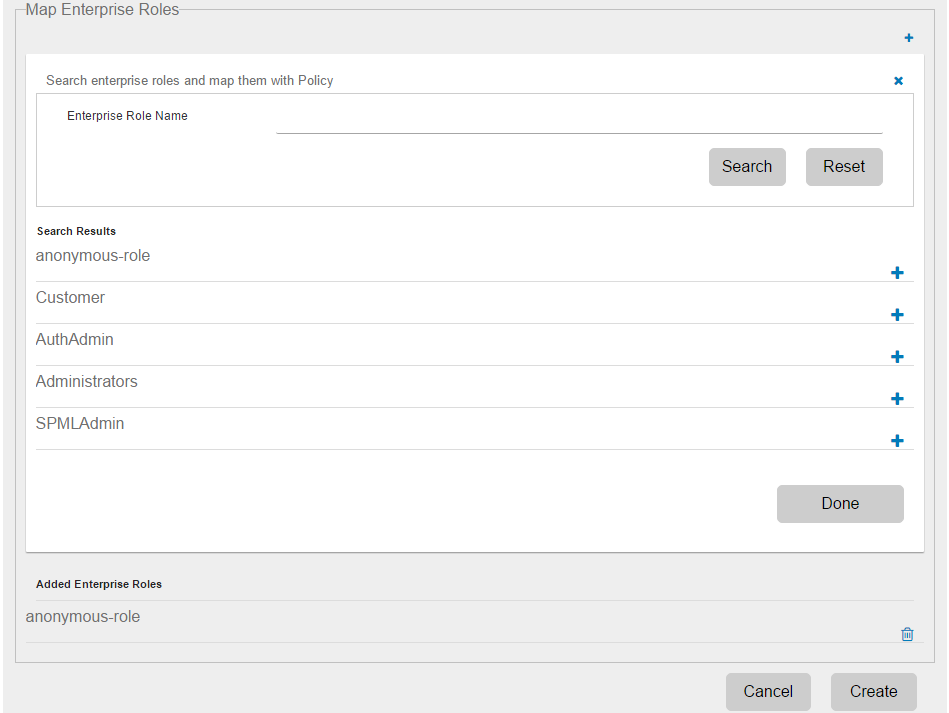 Map Enterprise Roles
Search enterprise roles and map them with Policy
Enterprise Role Name
Search Reset
Search Results
anonymous-role
Customer
AuthAdmin
Administrators
SPMLAdmin
Done
Added Enterprise Roles
anonymous-role
Cancel Create